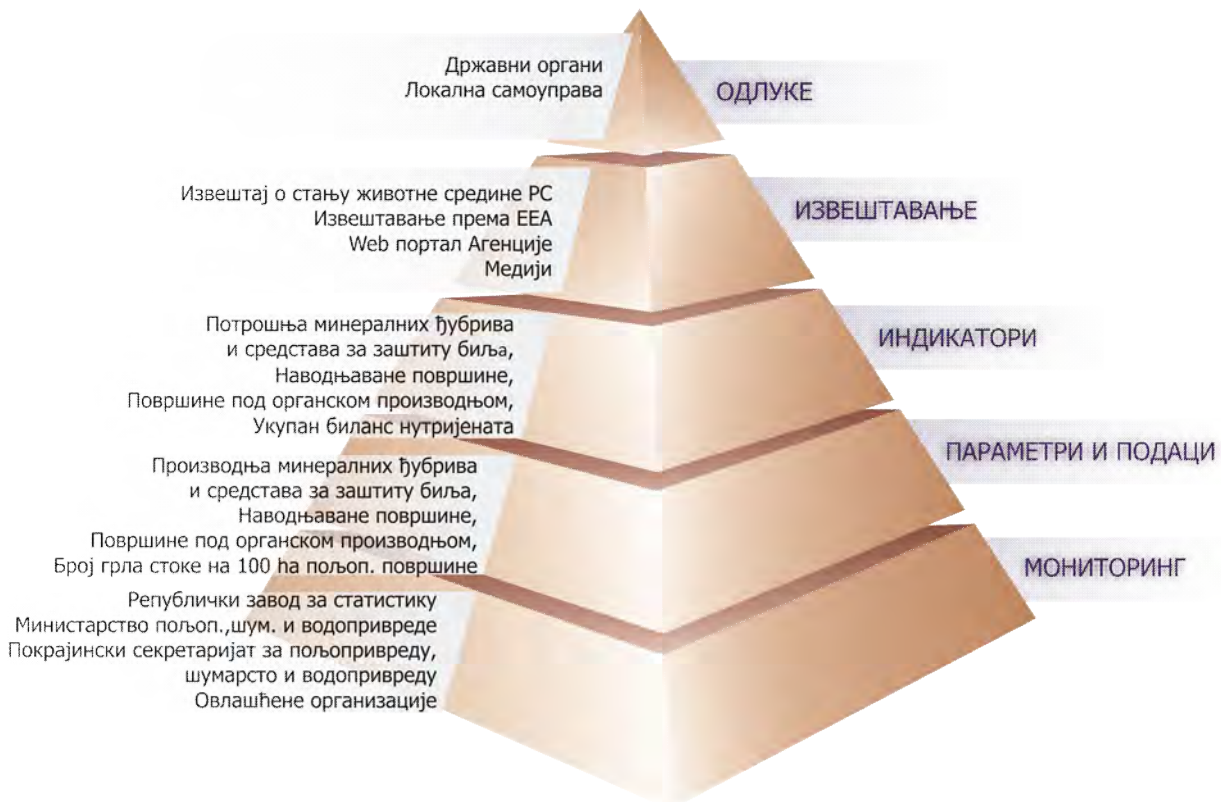 Државни органи
Локална самоуправа
ОДЛУКЕ
Извештај о стању животне средине РС
Извештавање према ЕЕА
Web портал Агенције
Медији
ИЗВЕШТАВАЊЕ
Потрошња минералних ђубрива
и средстава за заштиту биља,
Наводњаване површине,
Површине под органском производњом,
Укупан биланс нутријената
ИНДИКАТОРИ
Производња минералних ђубрива
и средстава за заштиту биља,
Наводњаване површине,
Површине под органском производњом,
Број грла стоке на 100 ha пољоп. површине
ПАРАМЕТРИ И ПОДАЦИ
Републички завод за статистику
Министарство пољоп.,шум. и водопривреде
Покрајински секретаријат за пољопривреду,
шумарсто и водопривреду
Овлашћене организације
МОНИТОРИНГ